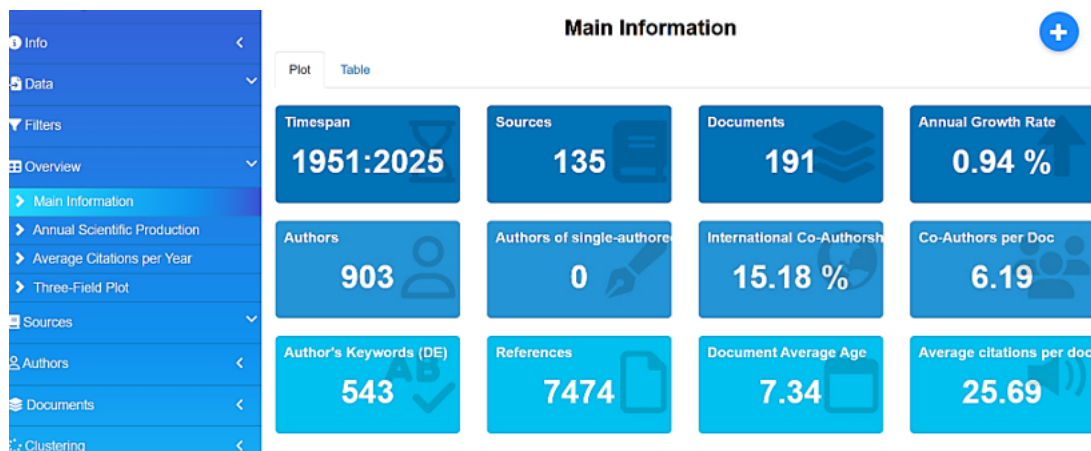 Info
Data
Filters
Overview
Main Information
Annual Scientific Production
Average Citations per Year
Three-Field Plot
Sources
Authors
Documents
Clustering
Main Information
Plot
Table
Timespan
1951:2025
Sources
135
Documents
191
Annual Growth Rate
0.94 %
Authors
903
Authors of single-authore
0
International Co-Authorsh
15.18 %
Co-Authors per Doc
6.19
Author's Keywords (DE)
543
References
7474
Document Average Age
7.34
Average citations per doc
25.69